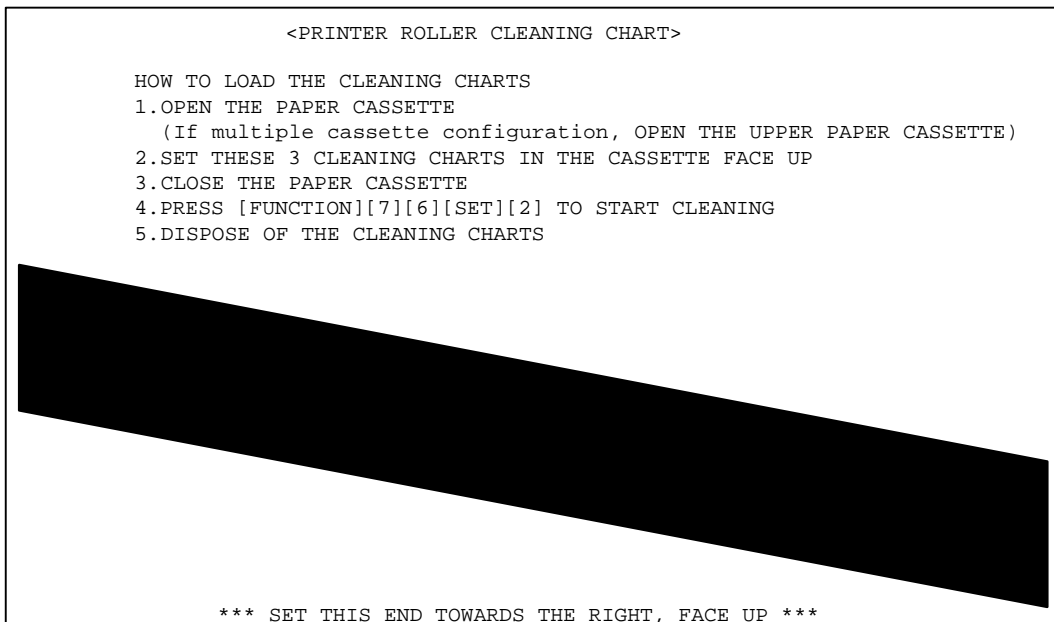 <PRINTER ROLLER CLEANING CHART>
HOW TO LOAD THE CLEANING CHARTS
1.OPEN THE PAPER CASSETTE
(If multiple cassette configuration, OPEN THE UPPER PAPER CASSETTE)
2.SET THESE 3 CLEANING CHARTS IN THE CASSETTE FACE UP
3.CLOSE THE PAPER CASSETTE
4.PRESS [FUNCTION][7][6][SET][2] TO START CLEANING
5.DISPOSE OF THE CLEANING CHARTS
*** SET THIS END TOWARDS THE RIGHT, FACE UP ***